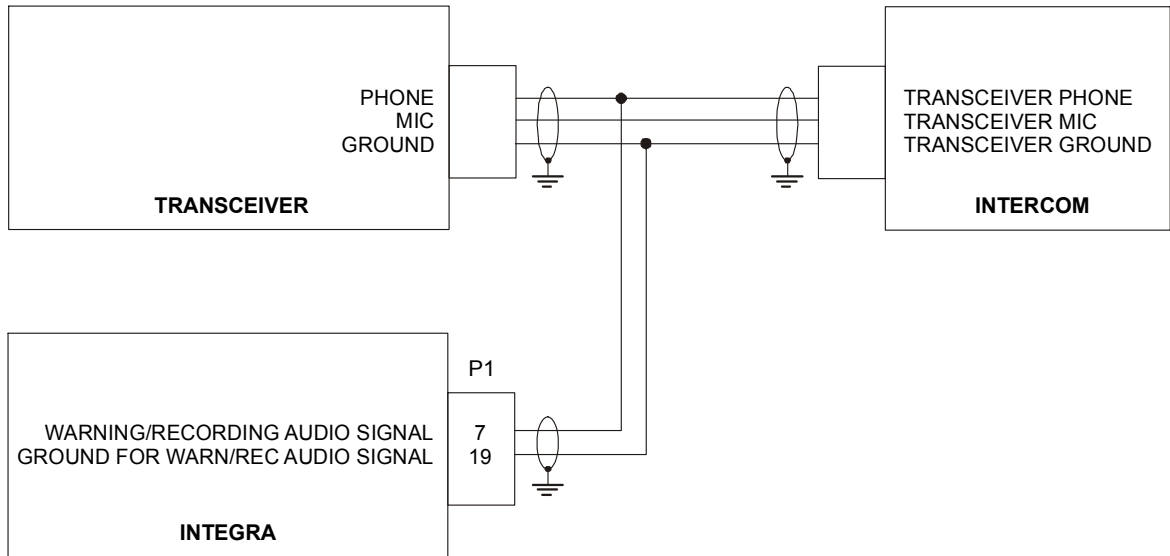 PHONE
MIC
GROUND
TRANSCEIVER
TRANSCEIVER PHONE
TRANSCEIVER MIC
TRANSCEIVER GROUND
INTERCOM
P1
WARNING/RECORDING AUDIO SIGNAL 7
GROUND FOR WARN/REC AUDIO SIGNAL 19
INTEGRA